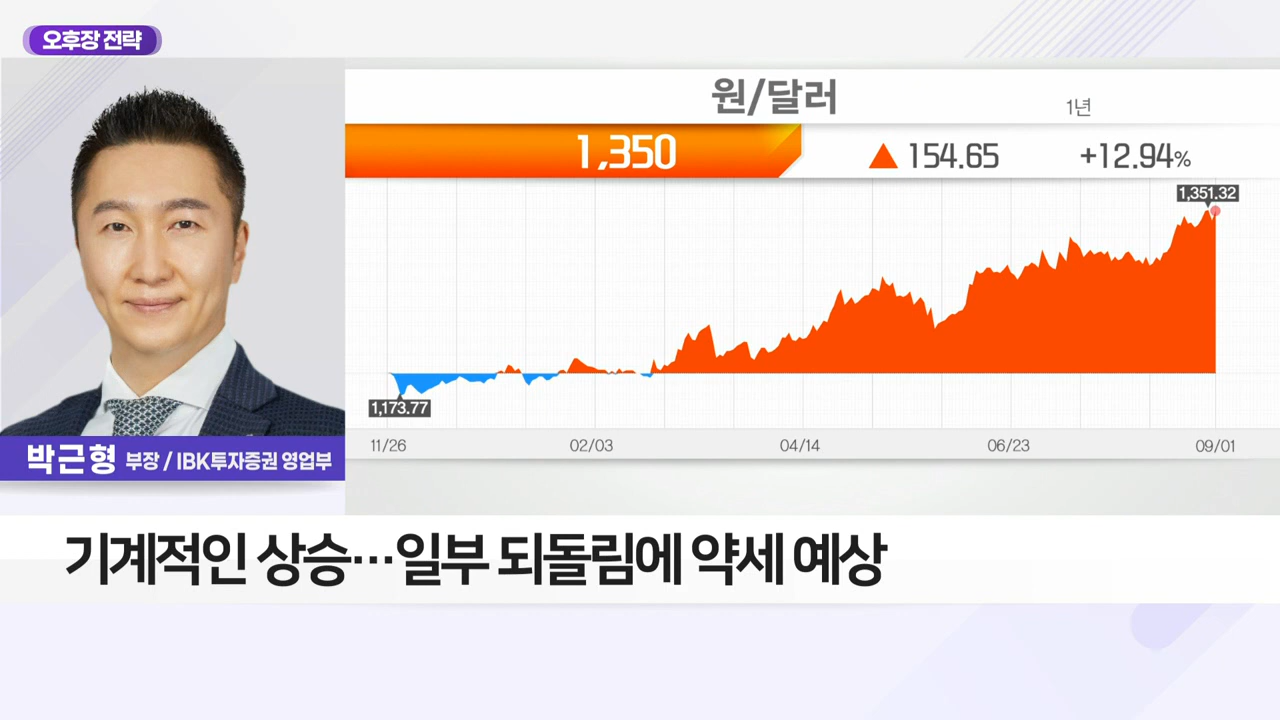 오후장 전략
원/달러
1년
1,350
▲ 154.65
+12.94%
1,351.32
1,173.77
11/26
02/03
04/14
06/23
09/01
박근형 부장 / IBK투자증권 영업부
기계적인 상승…일부 되돌림에 약세 예상